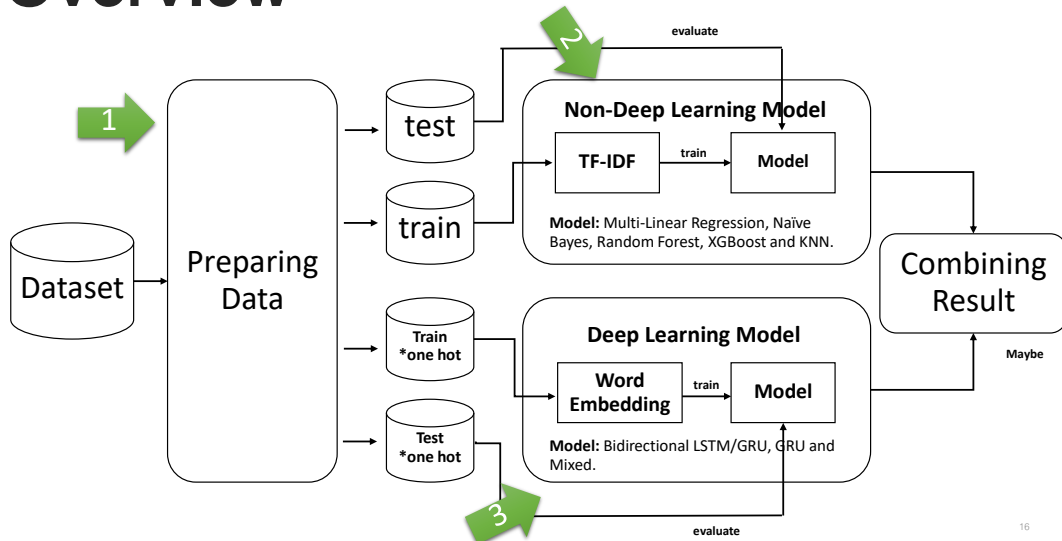 Overview
1
2
evaluate
test
Non-Deep Learning Model
TF-IDF
train
Model
train
Model: Multi-Linear Regression, Naïve
Bayes, Random Forest, XGBoost and KNN.
Dataset
Preparing
Data
Combining
Result
Maybe
Train
*one hot
Deep Learning Model
Word
Embedding
train
Model
Test
*one hot
Model: Bidirectional LSTM/GRU, GRU and
Mixed.
3
evaluate
16